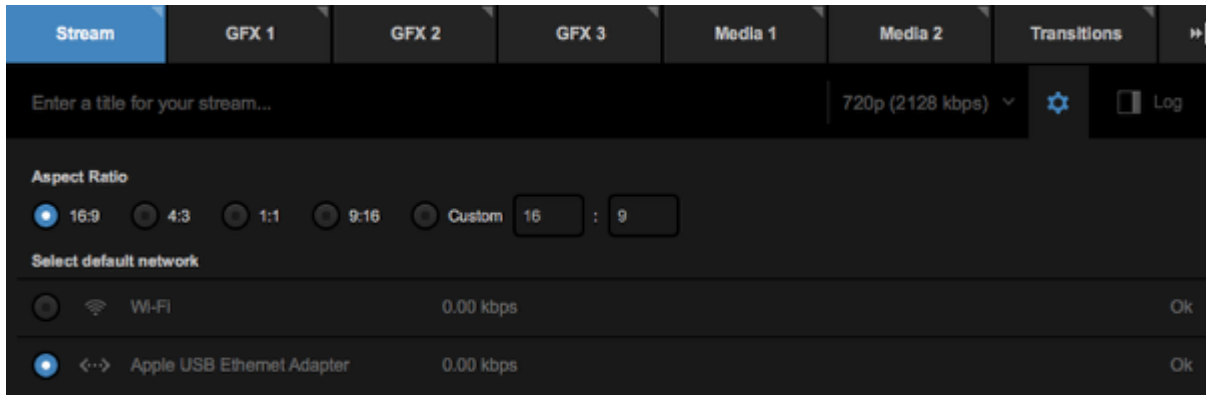 Stream GFX 1 GFX 2 GFX 3 Media 1 Media 2 Transitions
Enter a title for your stream... 720p (2128 kbps) Log
Aspect Ratio
16:9 4:3 1:1 9:16 Custom 16 : 9
Select default network
Wi-Fi 0.00 kbps Ok
Apple USB Ethernet Adapter 0.00 kbps Ok